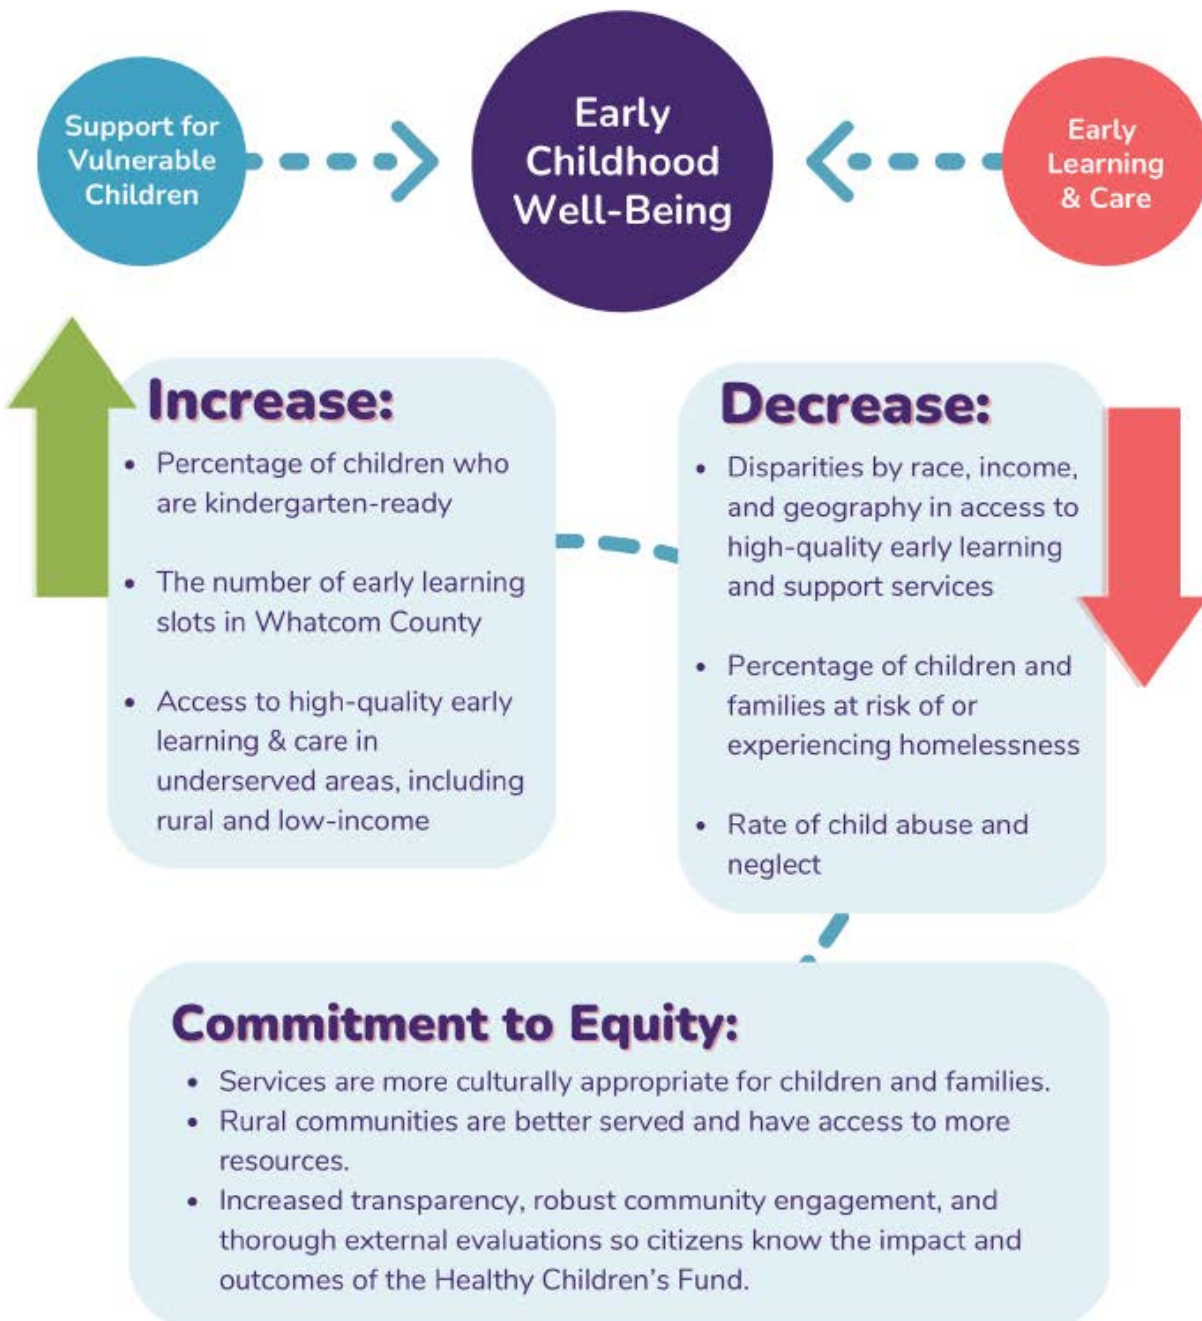 Support for
Vulnerable
Children
Early
Childhood
Well-Being
Early
Learning
& Care
Increase:
• Percentage of children who
are kindergarten-ready
• The number of early learning
slots in Whatcom County
• Access to high-quality early
learning & care in
underserved areas, including
rural and low-income
Decrease:
• Disparities by race, income,
and geography in access to
high-quality early learning
and support services
• Percentage of children and
families at risk of or
experiencing homelessness
• Rate of child abuse and
neglect
Commitment to Equity:
• Services are more culturally appropriate for children and families.
• Rural communities are better served and have access to more
resources.
• Increased transparency, robust community engagement, and
thorough external evaluations so citizens know the impact and
outcomes of the Healthy Children’s Fund.